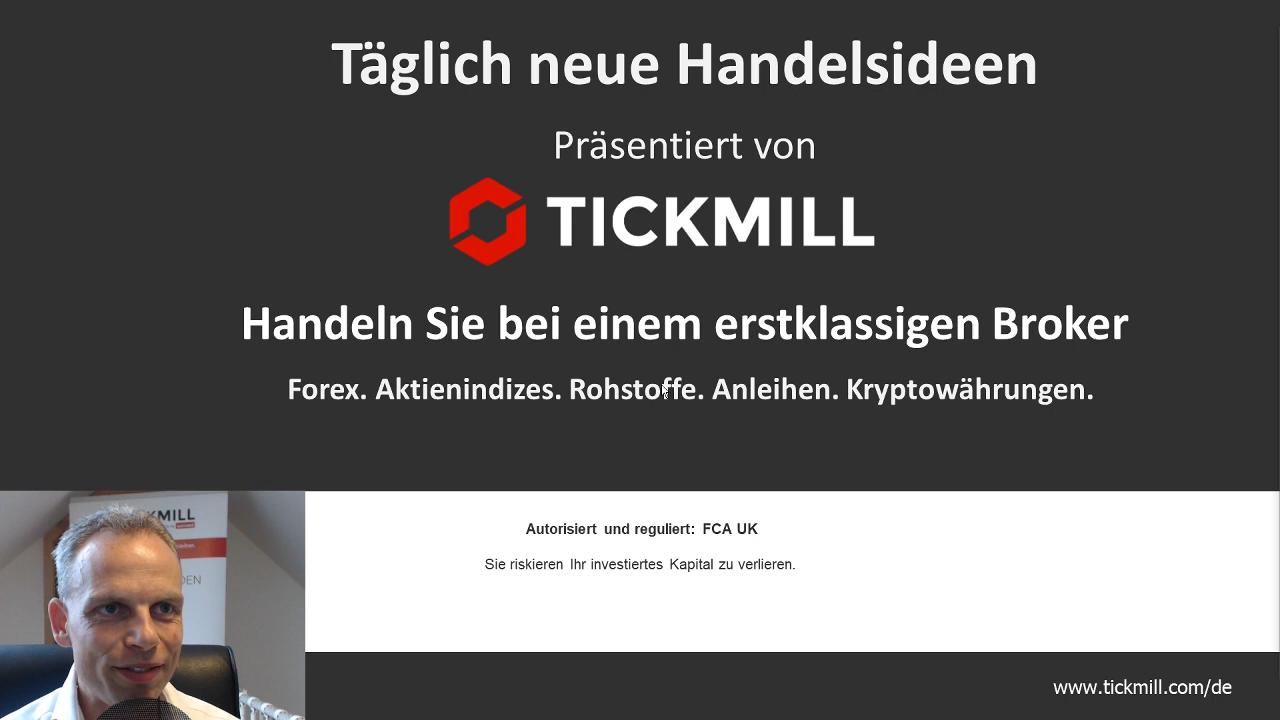 Täglich neue Handelsideen
Präsentiert von
TICKMILL
Handeln Sie bei einem erstklassigen Broker
Forex. Aktienindizes. Rohstoffe. Anleihen. Kryptowährungen.
Autorisiert und reguliert: FCA UK
Sie riskieren Ihr investiertes Kapital zu verlieren.
www.tickmill.com/de